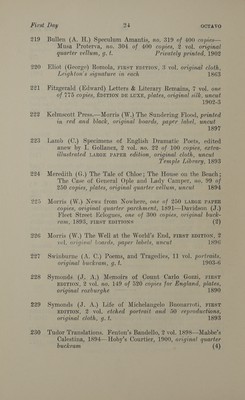 First Day 24 OCTAVO
219 Bullen (A. H.) Speculum Amantis, no. 319 of 400 copies—
Musa Proterva, no. 304 of 400 copies, 2 vol. original
quarter vellum, g. t. Privately printed, 1902
220 Eliot (George) Romola, FIRST EDITION, 3 vol. original cloth,
Leighton's signature in each 1863
221 Fitzgerald (Edward) Letters & Literary Remains, 7 vol. one
of 775 copies, ÉDITION DE LUXE, plates, original silk, uncut
1902-3
222 Kelmscott Press.—Morris (W.) The Sundering Flood, printed
in red and black, original boards, paper label, uncut
1897
223 Lamb (C.) Specimens of English Dramatic Poets, edited
anew by I. Gollancz, 2 vol. no. 23 of 100 copies, extra-
illustrated LARGE PAPER EDITION, original cloth, uncut
Temple Library, 1893
224 Meredith (G.) The Tale of Chloe; The House on the Beach;
The Case of General Ople and Lady Camper, no. 99 of
250 copies, plates, original quarter vellum, uncut 1894
225 Morris (W.) News from Nowhere, one of 250 LARGE PAPER
copies, original quarter parchment, 1891—Davidson (J.)
Fleet Street Eclogues, one of 300 copies, original buck-
ram, 1893, FIRST EDITIONS (2)
226 Morris (W.) The Well at the World's End, FIRST EDITION, 2
vol. original boards, paper labels, uncut 1896
227 Swinburne (A. C.) Poems, and Tragedies, 11 vol. portraits,
original buckram, g. t. 1905-6
228 Symonds (J. A.) Memoirs of Count Carlo Gozzi, FIRST
EDITION, 2 vol. no. 149 of 520 copies for England, plates,
original roxburghe 1890
229 Symonds (J. A.) Life of Michelangelo Buonarroti, FIRST
EDITION, 2 vol. etched portrait and 50 reproductions,
original cloth, g. t. 1893
230 Tudor Translations. Fenton's Bandello, 2 vol. 1898—Mabbe's
Celestina, 1894—Hoby's Courtier, 1900, original quarter
buckram (4)